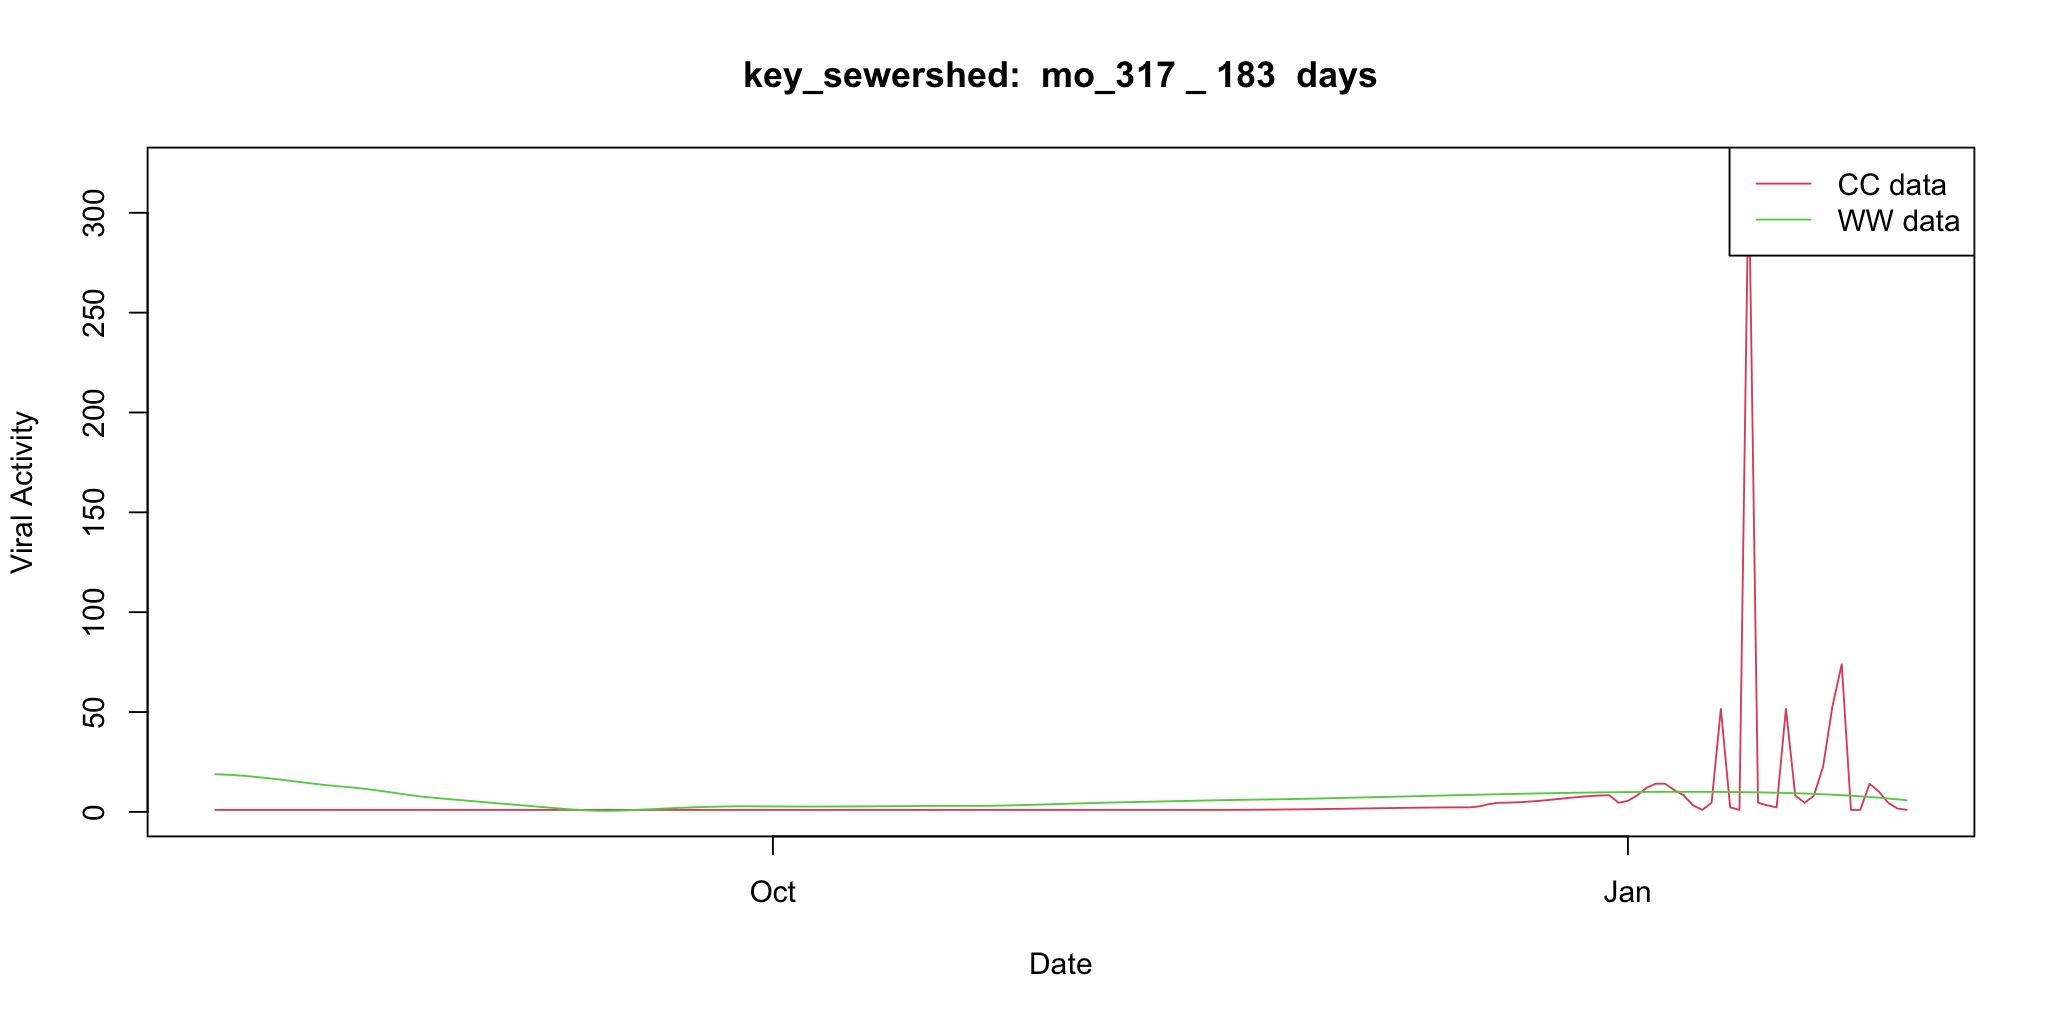 key_sewershed:  mo_317 _ 183  days
CC data
WW data
300
250
200
150
100
50
0
Viral Activity
Oct
Jan
Date